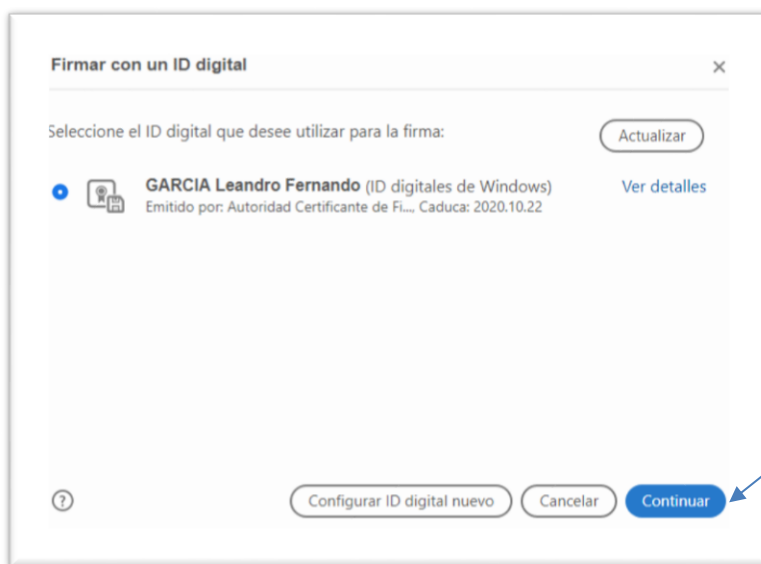 Firmar con un ID digital
Seleccione el ID digital que desee utilizar para la firma:
Actualizar
GARCIA Leandro Fernando (ID digitales de Windows)
Ver detalles
Emitido por: Autoridad Certificante de Fi..., Caduca: 2020.10.22
?
Configurar ID digital nuevo
Cancelar
Continuar